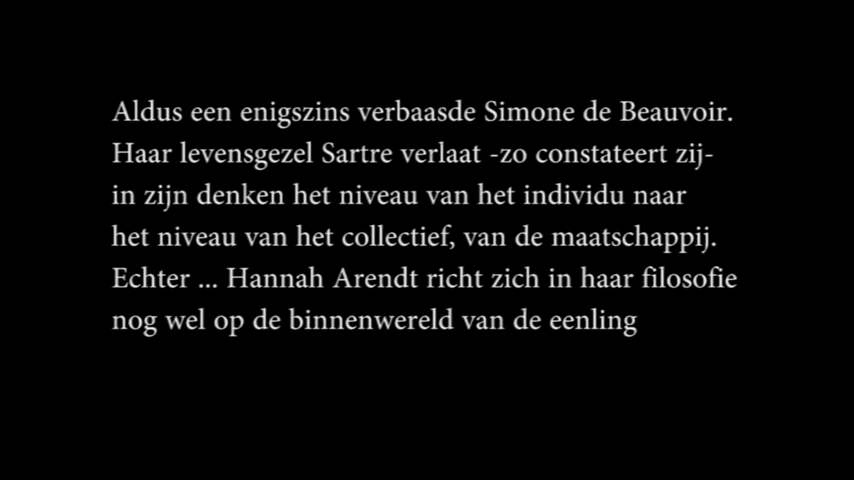 Aldus een enigszins verbaasde Simone de Beauvoir.
Haar levensgezel Sartre verlaat -zo constateert zij-
in zijn denken het niveau van het individu naar
het niveau van het collectief, van de maatschappij.
Echter ... Hannah Arendt richt zich in haar filosofie
nog wel op de binnenwereld van de eenling